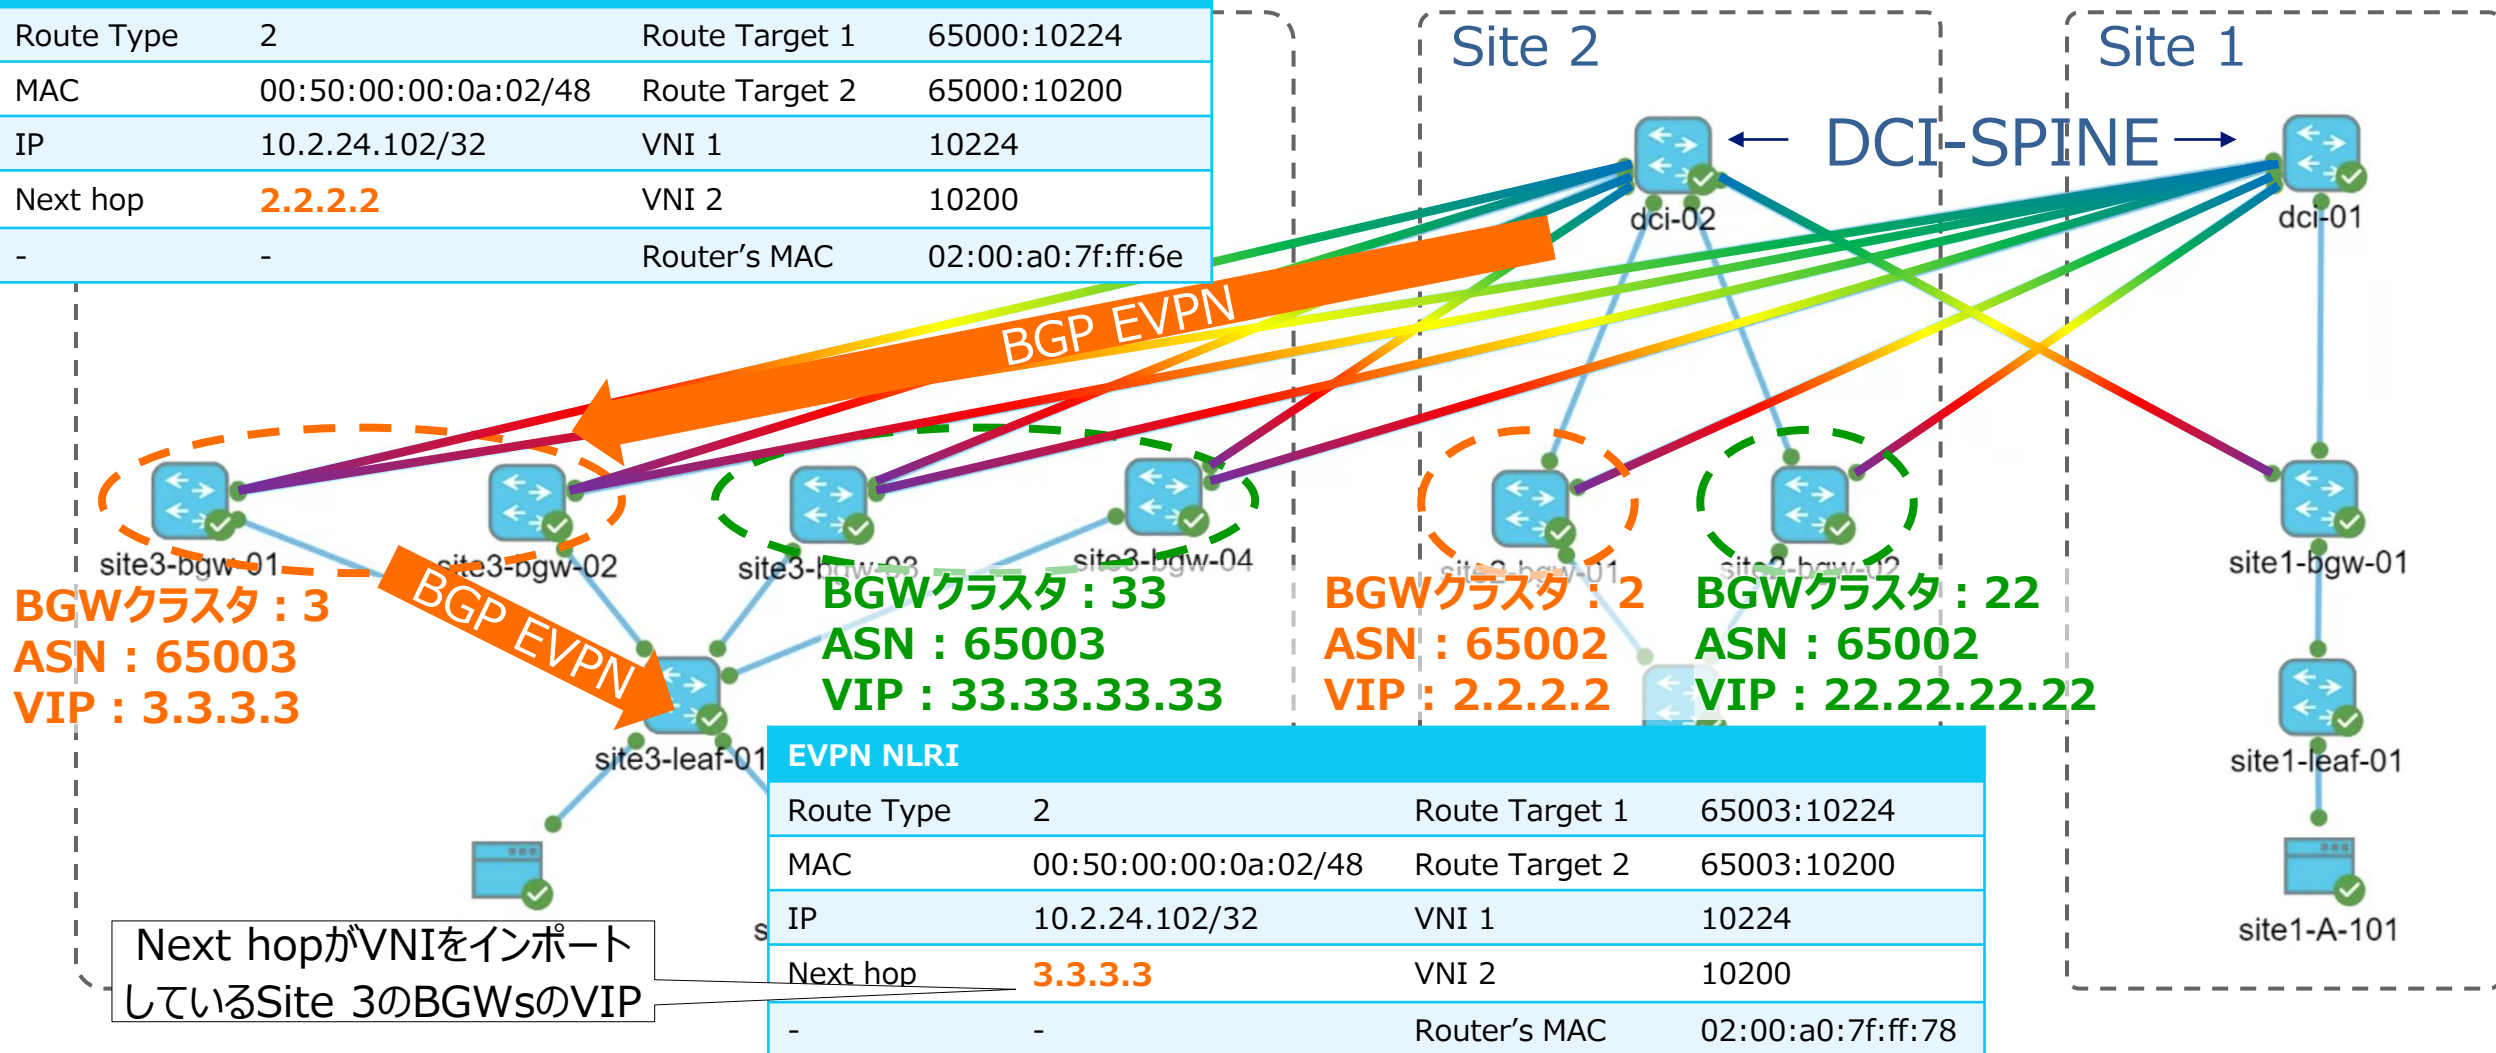 Route Type 2 Route Target 1 65000:10224
MAC 00:50:00:00:0a:02/48 Route Target 2 65000:10200
IP 10.2.24.102/32 VNI 1 10224
Next hop 2.2.2.2 VNI 2 10200
- - Router’s MAC 02:00:a0:7f:ff:6e
Site 2
Site 1
DCI-SPINE
dci-02
dci-01
BGP EVPN
site3-bgw-01
site3-bgw-02
site3-bgw-03
site3-bgw-04
site2-bgw-01
site2-bgw-02
site1-bgw-01
BGWクラスタ：3
ASN：65003
VIP：3.3.3.3
BGP EVPN
BGWクラスタ：33
ASN：65003
VIP：33.33.33.33
BGWクラスタ：2
ASN：65002
VIP：2.2.2.2
BGWクラスタ：22
ASN：65002
VIP：22.22.22.22
site3-leaf-01
site1-leaf-01
EVPN NLRI
Route Type 2 Route Target 1 65003:10224
MAC 00:50:00:00:0a:02/48 Route Target 2 65003:10200
IP 10.2.24.102/32 VNI 1 10224
Next hop 3.3.3.3 VNI 2 10200
- - Router’s MAC 02:00:a0:7f:ff:78
Next hopがVNIをインポート
しているSite 3のBGWsのVIP
site1-A-101